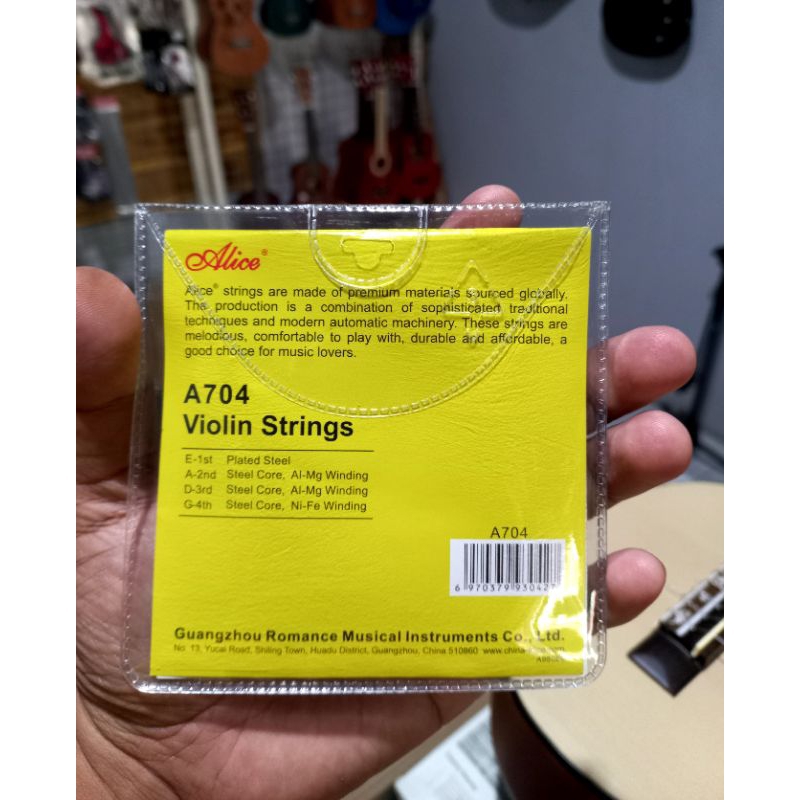 Alice®
Alice® strings are made of premium materials sourced globally.
The production is a combination of sophisticated traditional
techniques and modern automatic machinery. These strings are
melodious, comfortable to play with, durable and affordable, a
good choice for music lovers.
A704
Violin Strings
E-1st Plated Steel
A-2nd Steel Core, Al-Mg Winding
D-3rd Steel Core, Al-Mg Winding
G-4th Steel Core, Ni-Fe Winding
A704
6 970379 93042
Guangzhou Romance Musical Instruments Co., Ltd.
No 13, Yucai Road, Shiling Town, Huadu District, Guangzhou, China 510860